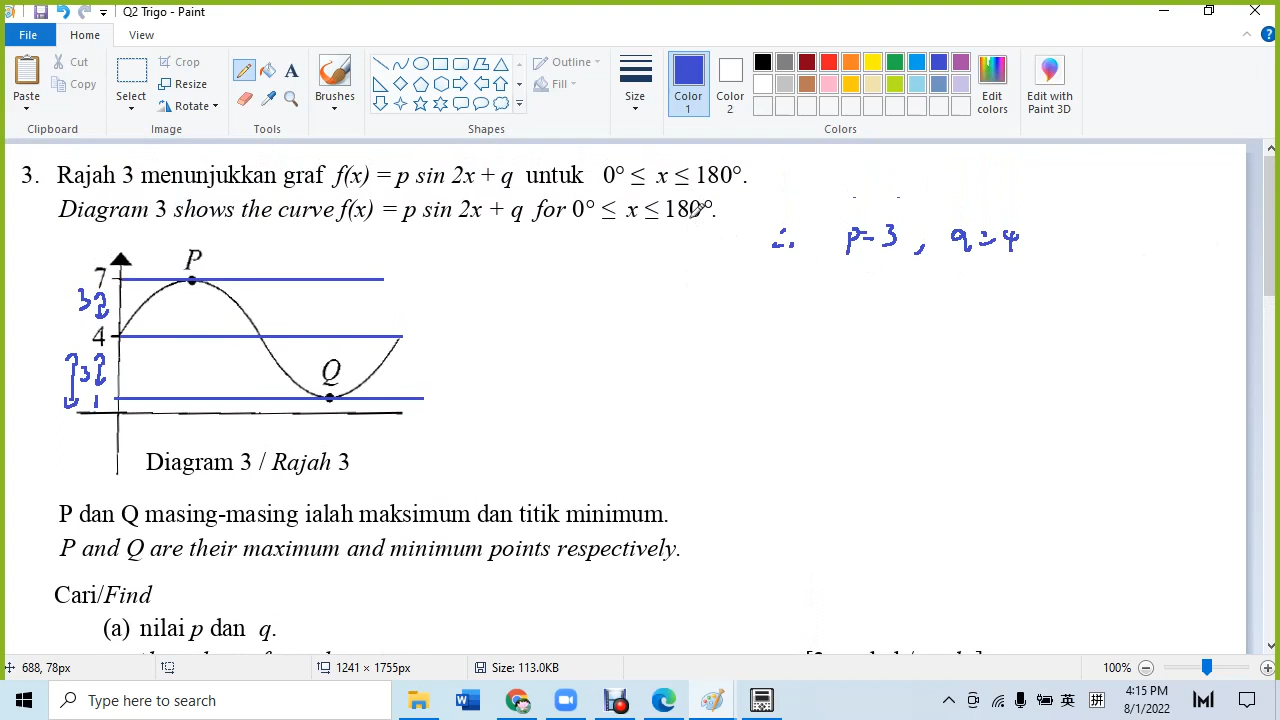 Q2 Trigo - Paint
File Home View
Cut
Copy
Paste
Clipboard
Select
Crop
Resize
Rotate
Image
A
Tools
Brushes
Outline
Fill
Shapes
Size
Color 1
Color 2
Edit colors
Edit with Paint 3D
Colors
3. Rajah 3 menunjukkan graf f(x) = p sin 2x + q untuk 0° ≤ x ≤ 180°.
Diagram 3 shows the curve f(x) = p sin 2x + q for 0° ≤ x ≤ 180°.
∴ p = 3 , q = 4
P
7
3
4
3
Q
1
Diagram 3 / Rajah 3
P dan Q masing-masing ialah maksimum dan titik minimum.
P and Q are their maximum and minimum points respectively.
Cari/Find
(a) nilai p dan q.
688, 78px
1241 × 1755px
Size: 113.0KB
100%
Type here to search
英 拼
4:15 PM
8/1/2022